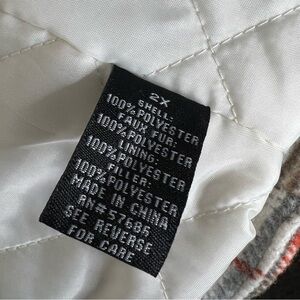 2X
SHELL:
100% POLYESTER
FAUX FUR:
100% POLYESTER
LINING:
100% POLYESTER
FILLER:
100% POLYESTER
MADE IN CHINA
RN# 57685
SEE REVERSE
FOR CARE